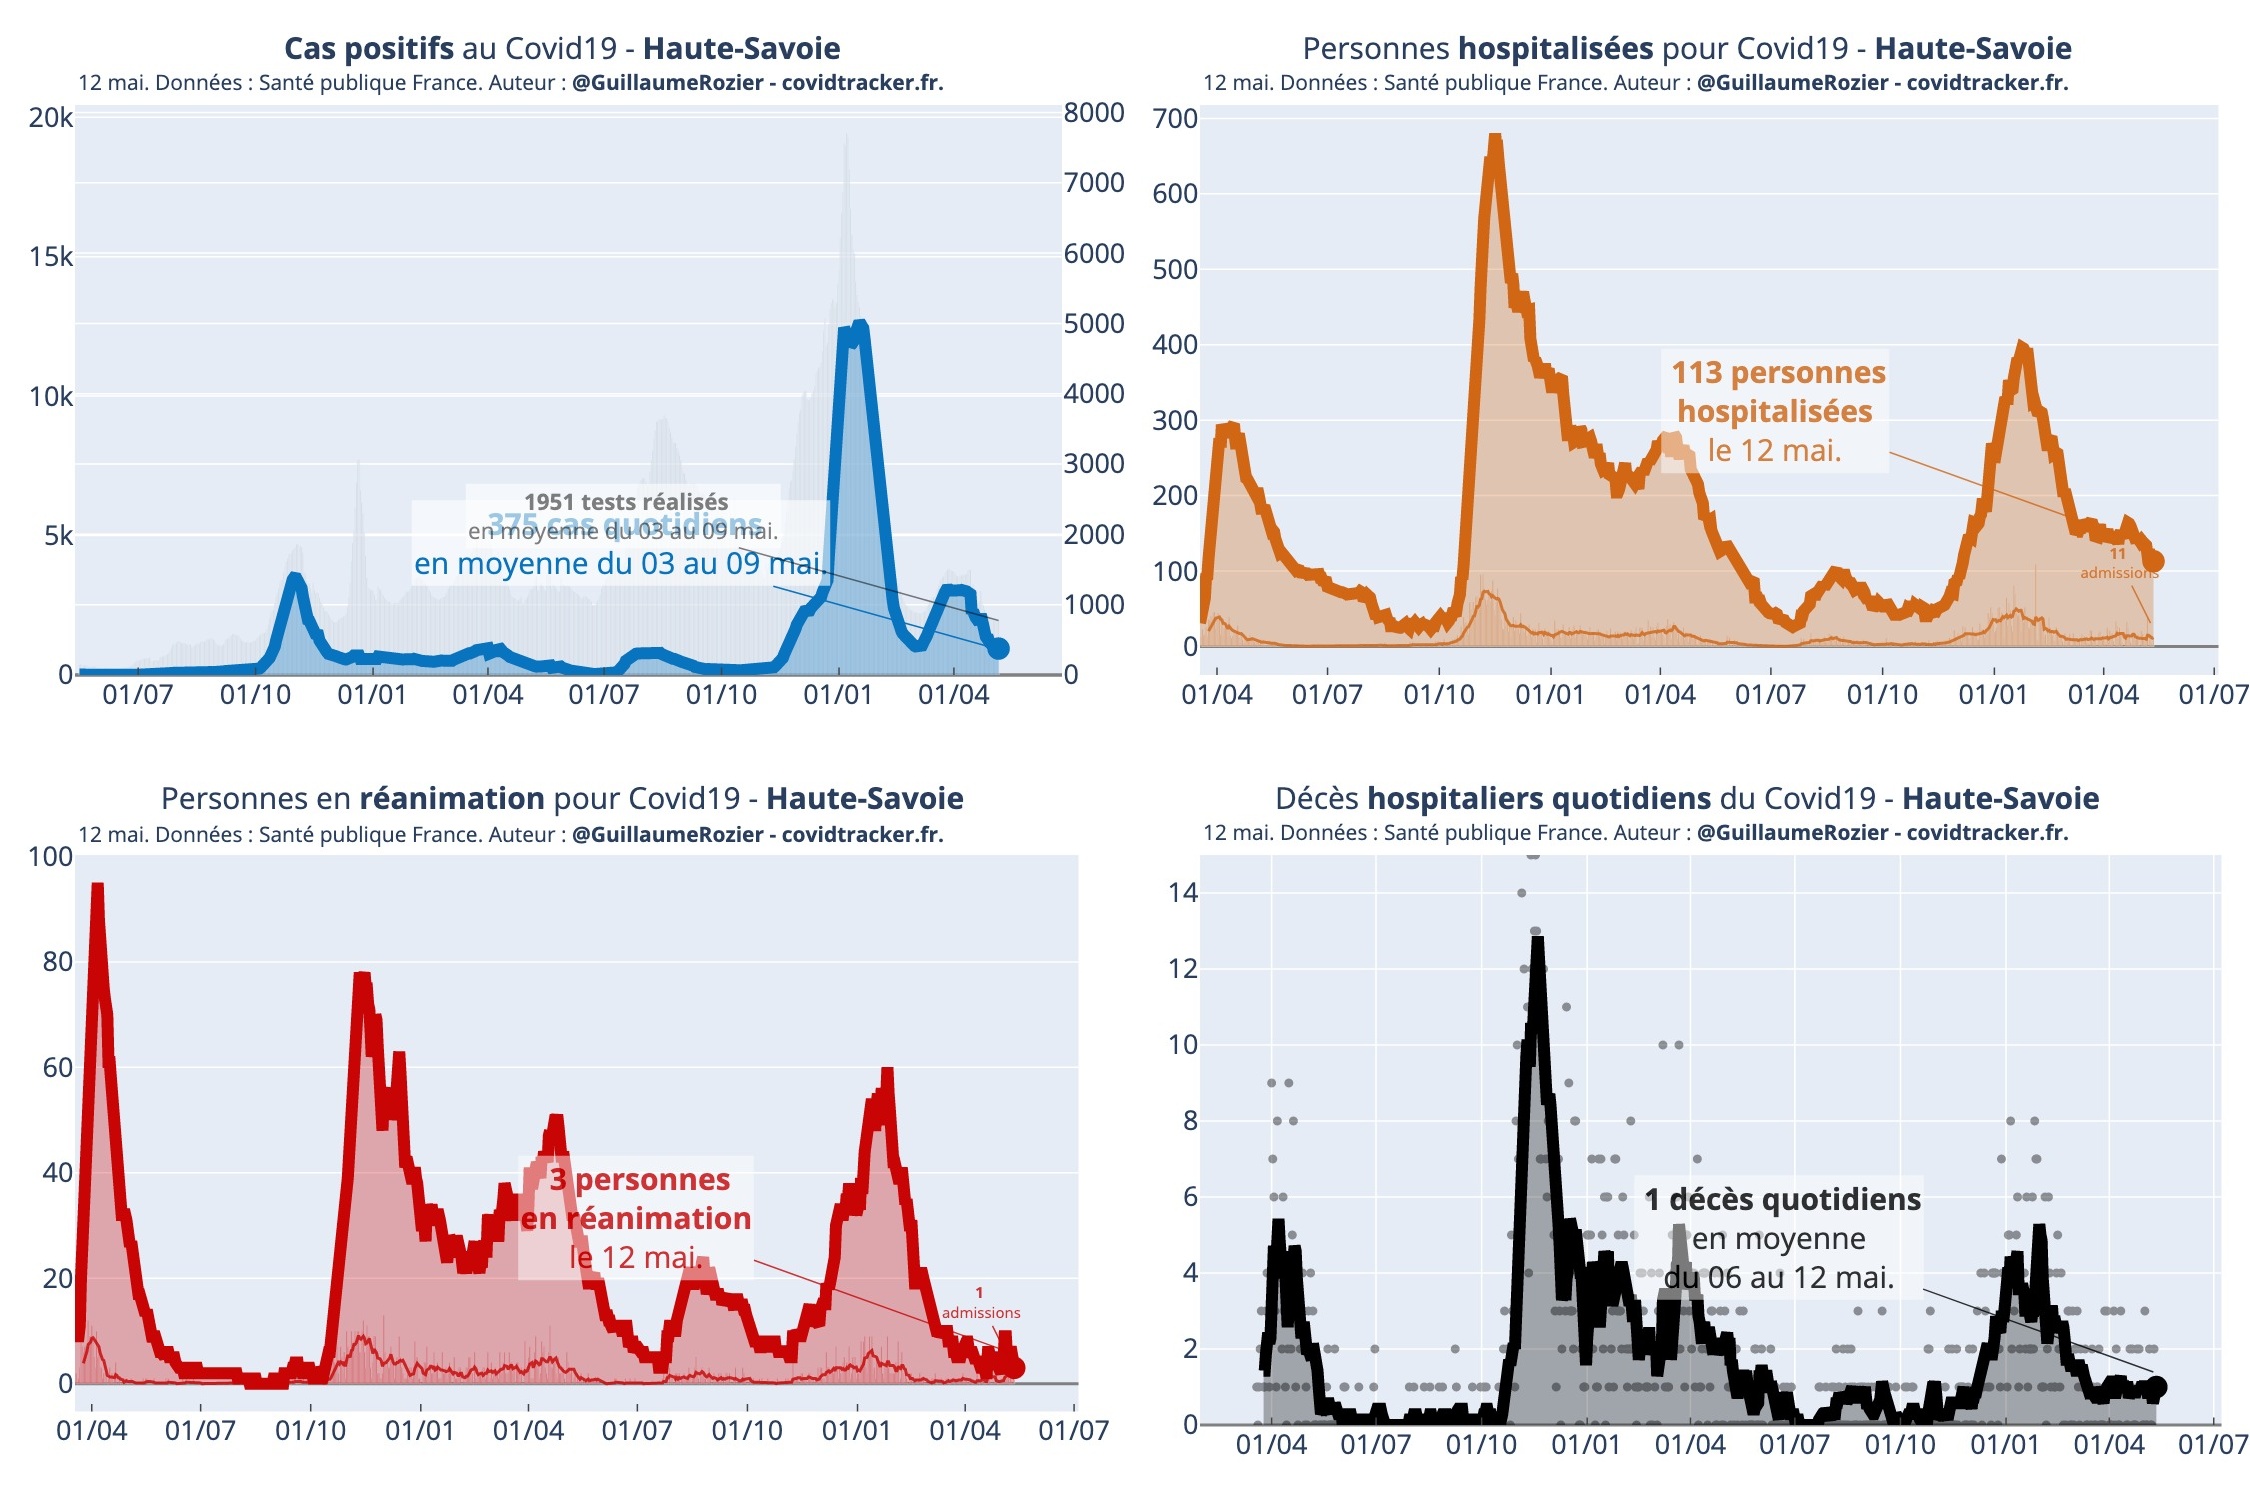 Cas positifs au Covid19 - Haute-Savoie
12 mai. Données : Santé publique France. Auteur : @GuillaumeRozier - covidtracker.fr.
20k
15k
10k
5k
0
8000
7000
6000
5000
4000
3000
2000
1000
0
1951 tests réalisés
en moyenne du 03 au 09 mai.
375 cas quotidiens
en moyenne du 03 au 09 mai.
01/07 01/10 01/01 01/04 01/07 01/10 01/01 01/04
Personnes hospitalisées pour Covid19 - Haute-Savoie
12 mai. Données : Santé publique France. Auteur : @GuillaumeRozier - covidtracker.fr.
700
600
500
400
300
200
100
0
113 personnes
hospitalisées
le 12 mai.
11
admissions
01/04 01/07 01/10 01/01 01/04 01/07 01/10 01/01 01/04 01/07
Personnes en réanimation pour Covid19 - Haute-Savoie
12 mai. Données : Santé publique France. Auteur : @GuillaumeRozier - covidtracker.fr.
100
80
60
40
20
0
3 personnes
en réanimation
le 12 mai.
1
admissions
01/04 01/07 01/10 01/01 01/04 01/07 01/10 01/01 01/04 01/07
Décès hospitaliers quotidiens du Covid19 - Haute-Savoie
12 mai. Données : Santé publique France. Auteur : @GuillaumeRozier - covidtracker.fr.
14
12
10
8
6
4
2
0
1 décès quotidiens
en moyenne
du 06 au 12 mai.
01/04 01/07 01/10 01/01 01/04 01/07 01/10 01/01 01/04 01/07